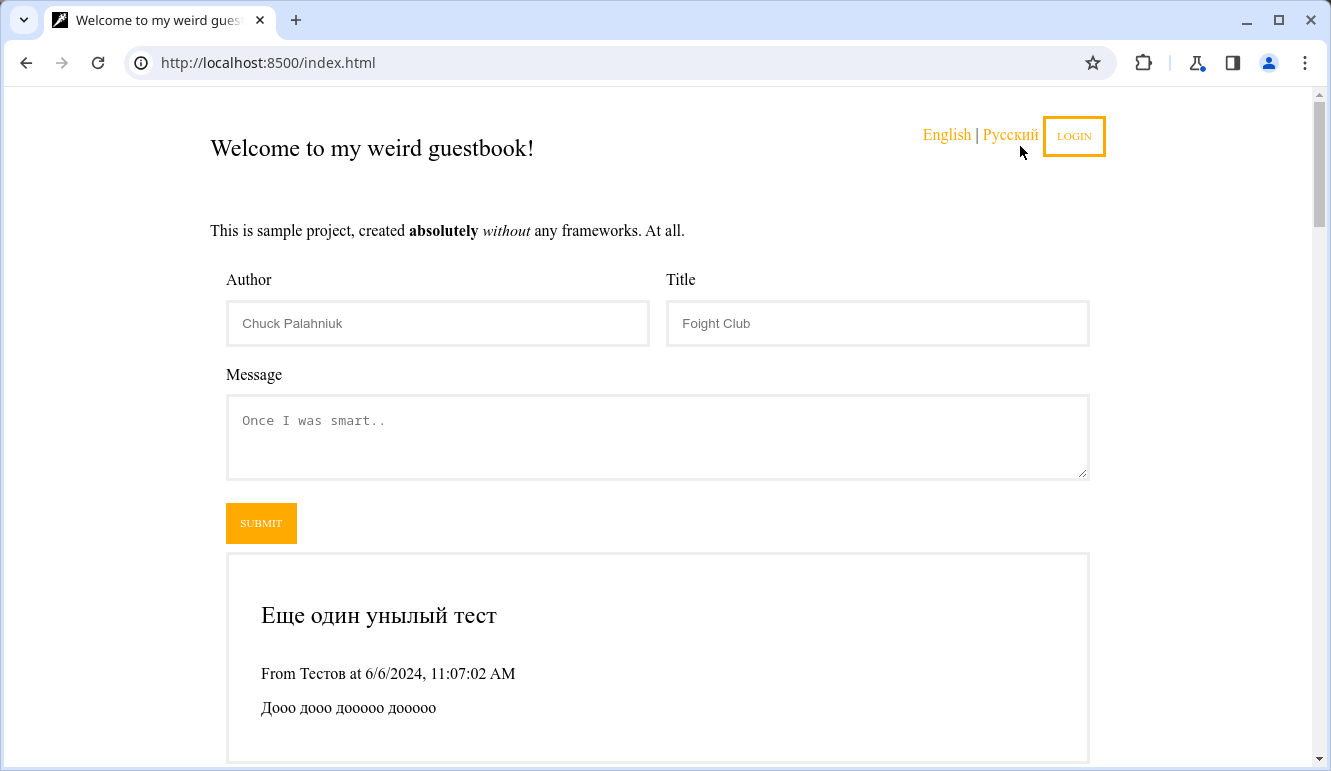 Welcome to my weird gues
http://localhost:8500/index.html
English | Русский LOGIN
Welcome to my weird guestbook!
This is sample project, created absolutely without any frameworks. At all.
Author Title
Chuck Palahniuk Foight Club
Message
Once I was smart..
SUBMIT
Еще один унылый тест
From Тестов at 6/6/2024, 11:07:02 AM
Дооо дооо дооооо дооооо